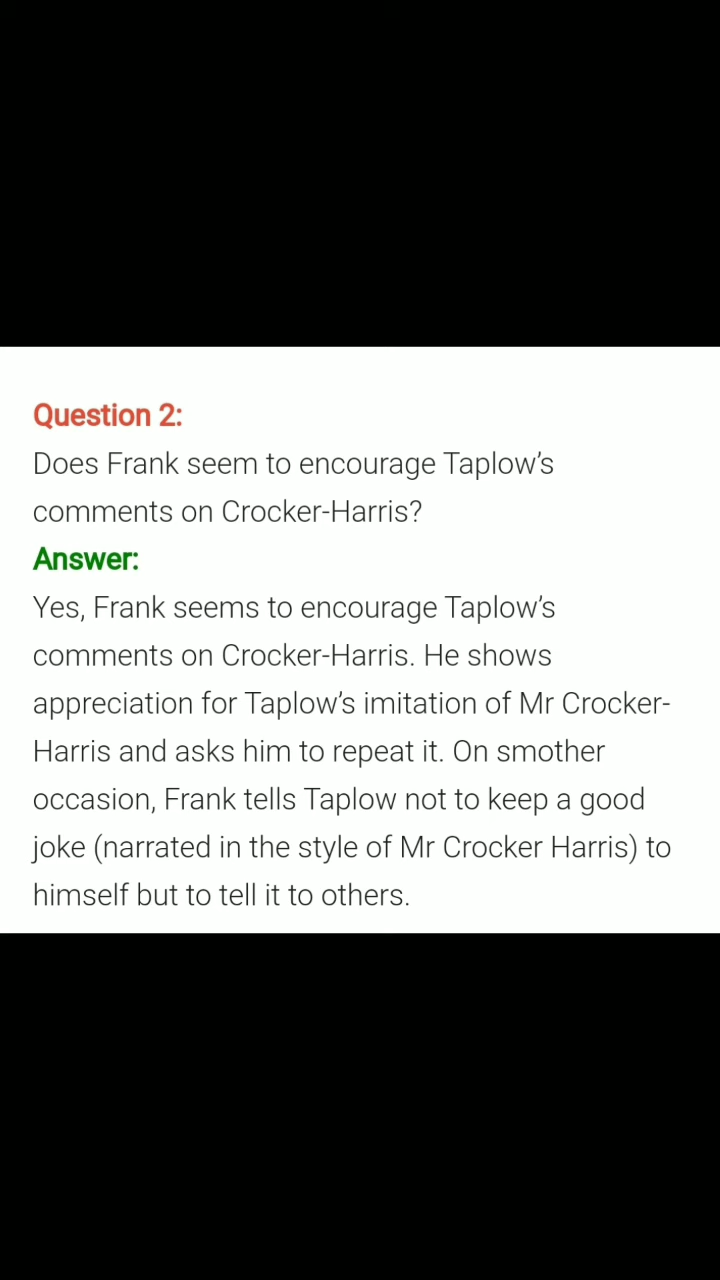 Question 2:
Does Frank seem to encourage Taplow’s
comments on Crocker-Harris?
Answer:
Yes, Frank seems to encourage Taplow’s
comments on Crocker-Harris. He shows
appreciation for Taplow’s imitation of Mr Crocker-
Harris and asks him to repeat it. On smother
occasion, Frank tells Taplow not to keep a good
joke (narrated in the style of Mr Crocker Harris) to
himself but to tell it to others.